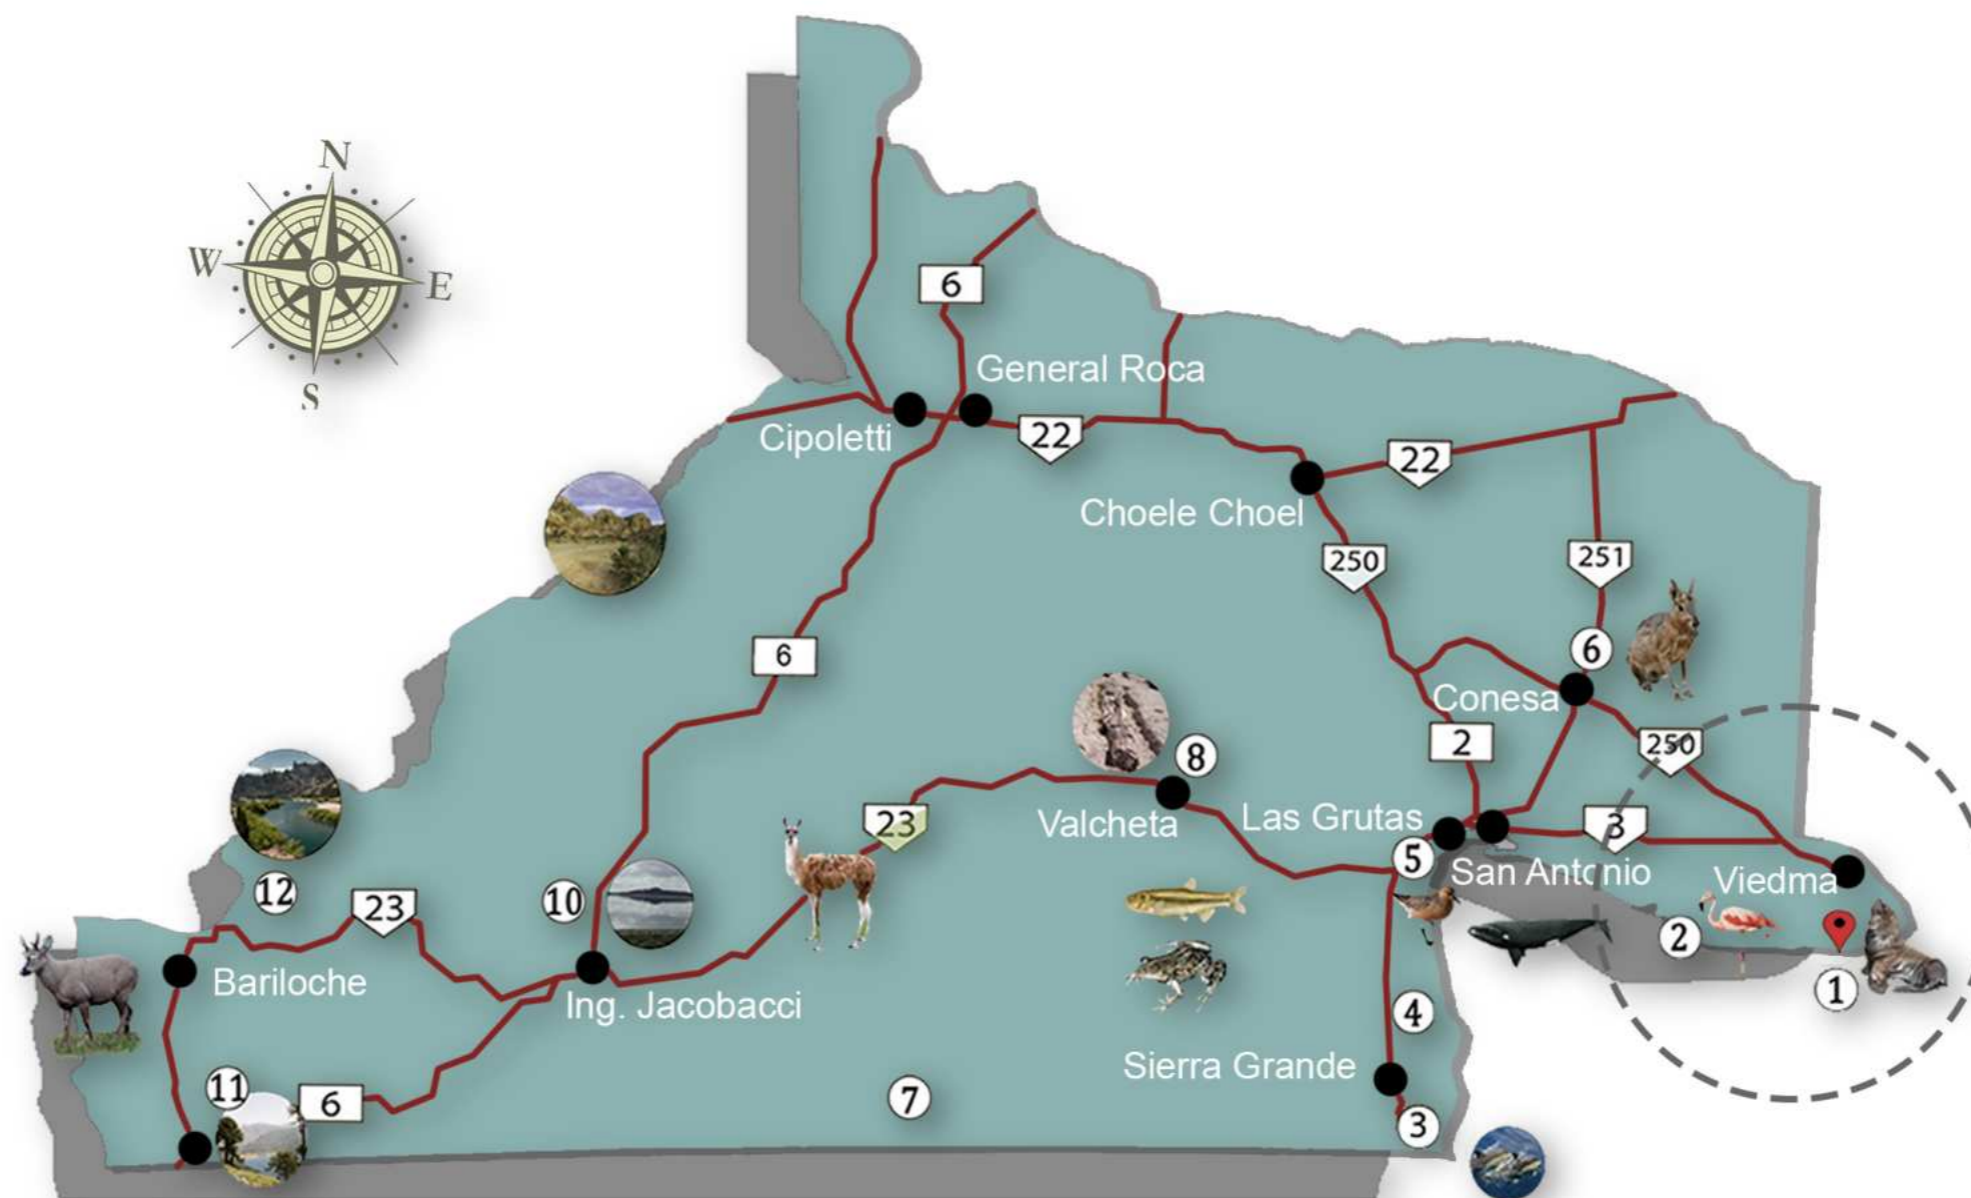 N
W
E
S
6
General Roca
Cipoletti
22
22
Choele Choel
250
251
6
6
Conesa
2
250
8
23
Valcheta
Las Grutas
3
5
San Antonio
Viedma
12
10
23
2
1
Bariloche
Ing. Jacobacci
4
Sierra Grande
11
6
7
3